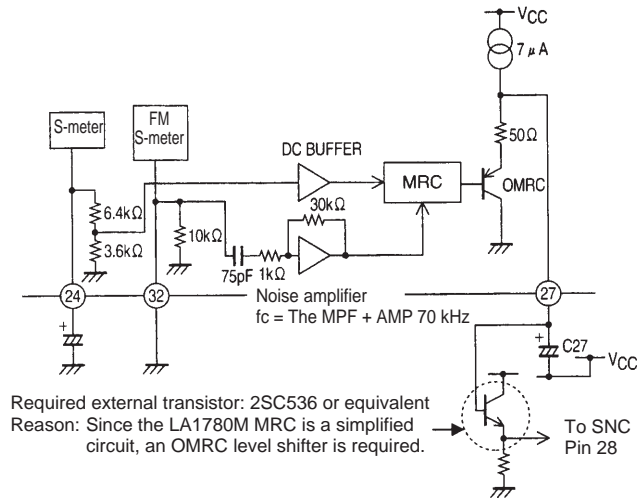 VCC
7 µA
S-meter
FM
S-meter
DC BUFFER
50Ω
MRC
OMRC
6.4kΩ
3.6kΩ
10kΩ
30kΩ
75pF
1kΩ
24
32
Noise amplifier
fc = The MPF + AMP 70 kHz
27
+
+
C27
VCC
Required external transistor: 2SC536 or equivalent
Reason: Since the LA1780M MRC is a simplified
circuit, an OMRC level shifter is required.
To SNC
Pin 28